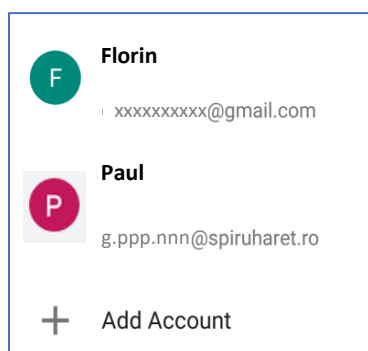 F
Florin
xxxxxxxxxx@gmail.com
P
Paul
g.ppp.nnn@spiruharet.ro
+ Add Account